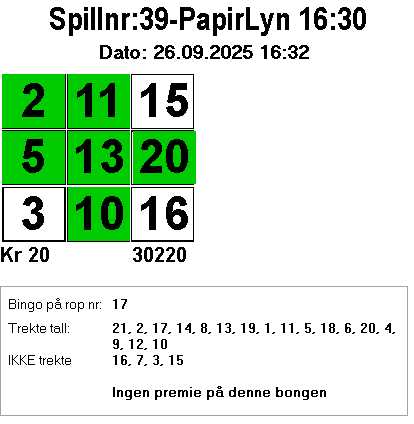 Spillnr:39-PapirLyn 16:30
Dato: 26.09.2025 16:32
2 11 15
5 13 20
3 10 16
Kr 20 30220
Bingo på rop nr: 17
Trekte tall: 21, 2, 17, 14, 8, 13, 19, 1, 11, 5, 18, 6, 20, 4,
9, 12, 10
IKKE trekte 16, 7, 3, 15
Ingen premie på denne bongen